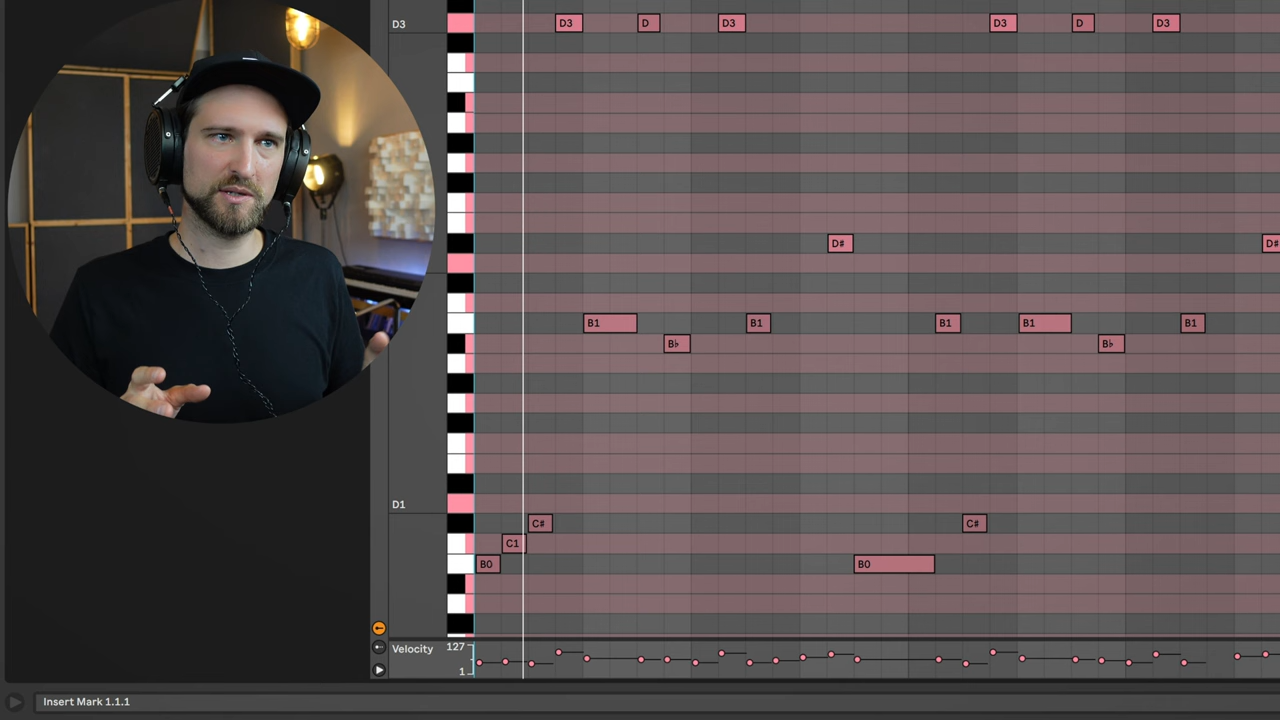 D3 D3 D D3 D3 D D3
D# D#
B1 B1 B1 B1 B1
B♭ B♭
D1
C# C#
C1
B0 B0
Velocity 127
1
Insert Mark 1.1.1